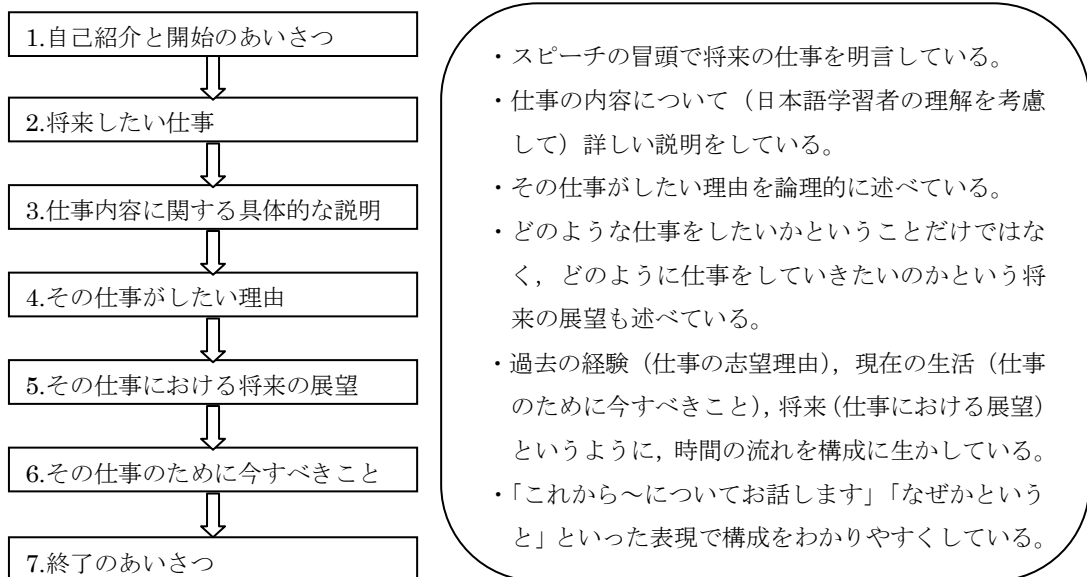 1.自己紹介と開始のあいさつ
2.将来したい仕事
3.仕事内容に関する具体的な説明
4.その仕事がしたい理由
5.その仕事における将来の展望
6.その仕事のために今すべきこと
7.終了のあいさつ
・スピーチの冒頭で将来の仕事を明言している。
・仕事の内容について（日本語学習者の理解を考慮
して）詳しい説明をしている。
・その仕事がしたい理由を論理的に述べている。
・どのような仕事をしたいかということだけではな
く，どのように仕事をしていきたいのかという将
来の展望も述べている。
・過去の経験（仕事の志望理由），現在の生活（仕事
のために今すべきこと），将来（仕事における展望）
というように，時間の流れを構成に生かしている。
・「これから～についてお話します」「なぜかという
と」といった表現で構成をわかりやすくしている。